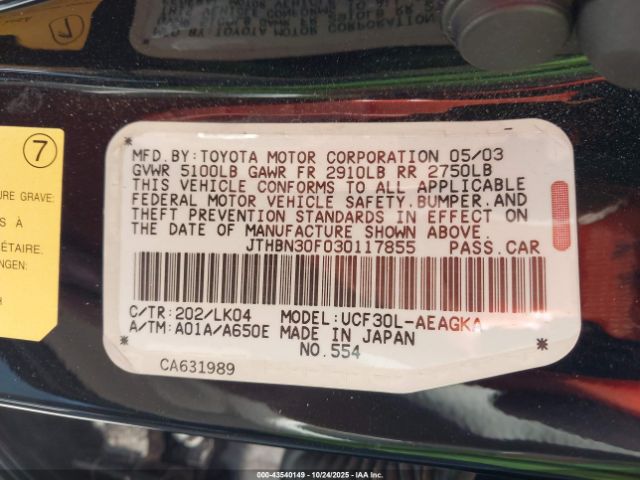 7
URE GRAVE:
S À
ÉTAIRE.
NGEN:
MFD.BY:TOYOTA MOTOR CORPORATION 05/03
GVWR 5100LB GAWR FR 2910LB RR 2750LB
THIS VEHICLE CONFORMS TO ALL APPLICABLE
FEDERAL MOTOR VEHICLE SAFETY,BUMPER,AND
THEFT PREVENTION STANDARDS IN EFFECT ON
THE DATE OF MANUFACTURE SHOWN ABOVE.
JTHBN30F030117855 PASS.CAR
C/TR:202/LK04 MODEL:UCF30L-AEAGKA
A/TM:A01A/A650E MADE IN JAPAN
NO.554
CA631989
000-43540149 - 10/24/2025 - IAAI.COM